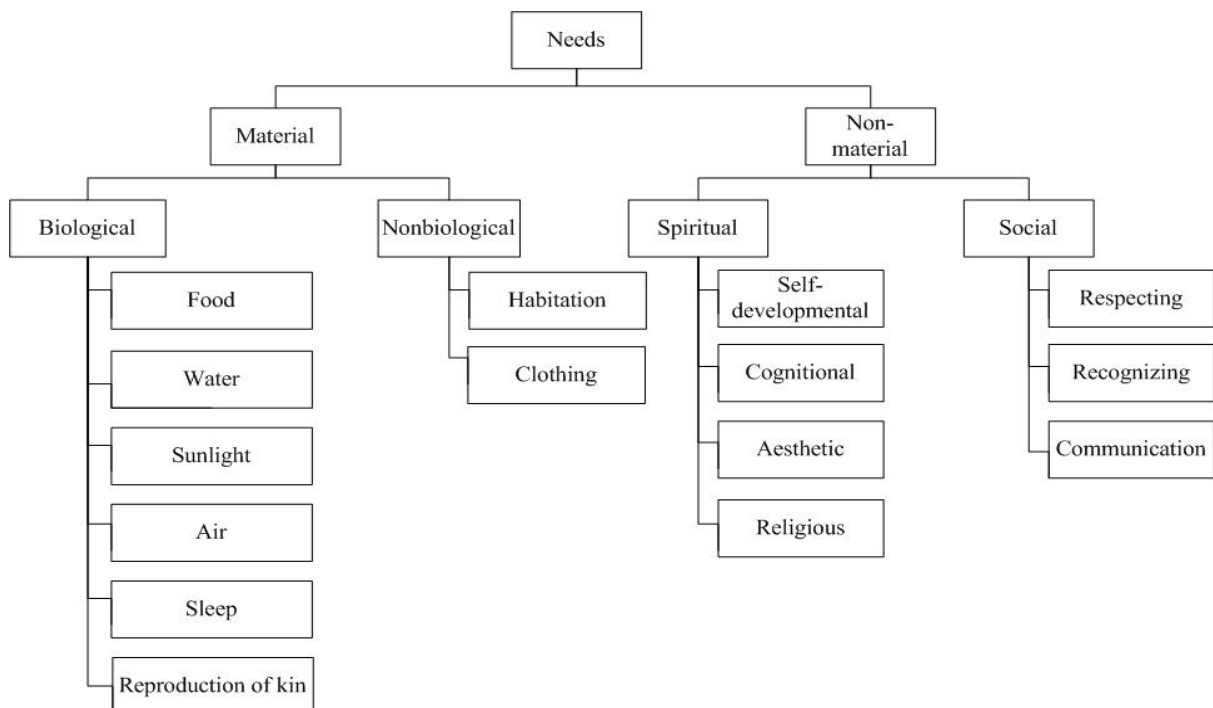 Needs
Material
Non-
material
Biological
Nonbiological
Spiritual
Social
Food
Habitation
Self-
developmental
Respecting
Water
Clothing
Cognitional
Recognizing
Sunlight
Aesthetic
Communication
Air
Religious
Sleep
Reproduction of kin